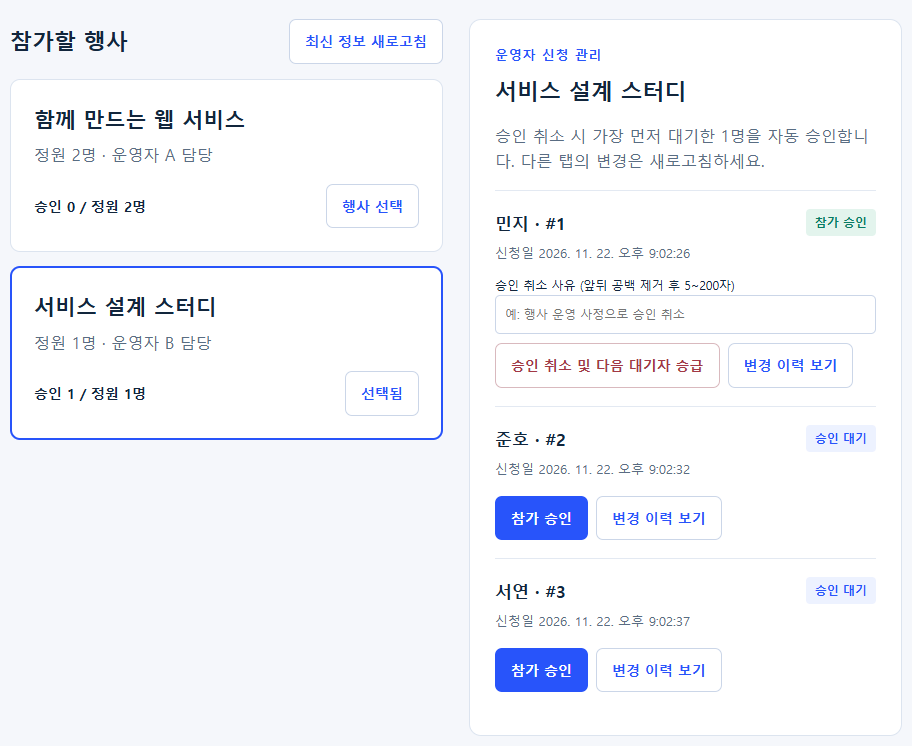 참가할 행사
최신 정보 새로고침
함께 만드는 웹 서비스
정원 2명 · 운영자 A 담당
승인 0 / 정원 2명
행사 선택
서비스 설계 스터디
정원 1명 · 운영자 B 담당
승인 1 / 정원 1명
선택됨
운영자 신청 관리
서비스 설계 스터디
승인 취소 시 가장 먼저 대기한 1명을 자동 승인합니
다. 다른 탭의 변경은 새로고침하세요.
민지 · #1
참가 승인
신청일 2026. 11. 22. 오후 9:02:26
승인 취소 사유 (앞뒤 공백 제거 후 5~200자)
예: 행사 운영 사정으로 승인 취소
승인 취소 및 다음 대기자 승급
변경 이력 보기
준호 · #2
승인 대기
신청일 2026. 11. 22. 오후 9:02:32
참가 승인
변경 이력 보기
서연 · #3
승인 대기
신청일 2026. 11. 22. 오후 9:02:37
참가 승인
변경 이력 보기